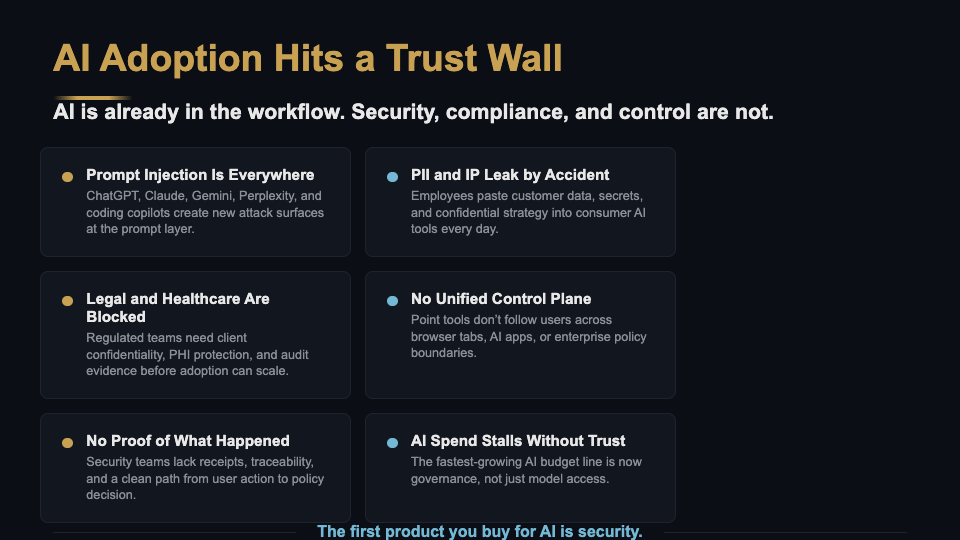 AI Adoption Hits a Trust Wall
AI is already in the workflow. Security, compliance, and control are not.
Prompt Injection Is Everywhere
ChatGPT, Claude, Gemini, Perplexity, and
coding copilots create new attack surfaces
at the prompt layer.
PII and IP Leak by Accident
Employees paste customer data, secrets,
and confidential strategy into consumer AI
tools every day.
Legal and Healthcare Are
Blocked
Regulated teams need client
confidentiality, PHI protection, and audit
evidence before adoption can scale.
No Unified Control Plane
Point tools don’t follow users across
browser tabs, AI apps, or enterprise policy
boundaries.
No Proof of What Happened
Security teams lack receipts, traceability,
and a clean path from user action to policy
decision.
AI Spend Stalls Without Trust
The fastest-growing AI budget line is now
governance, not just model access.
The first product you buy for AI is security.